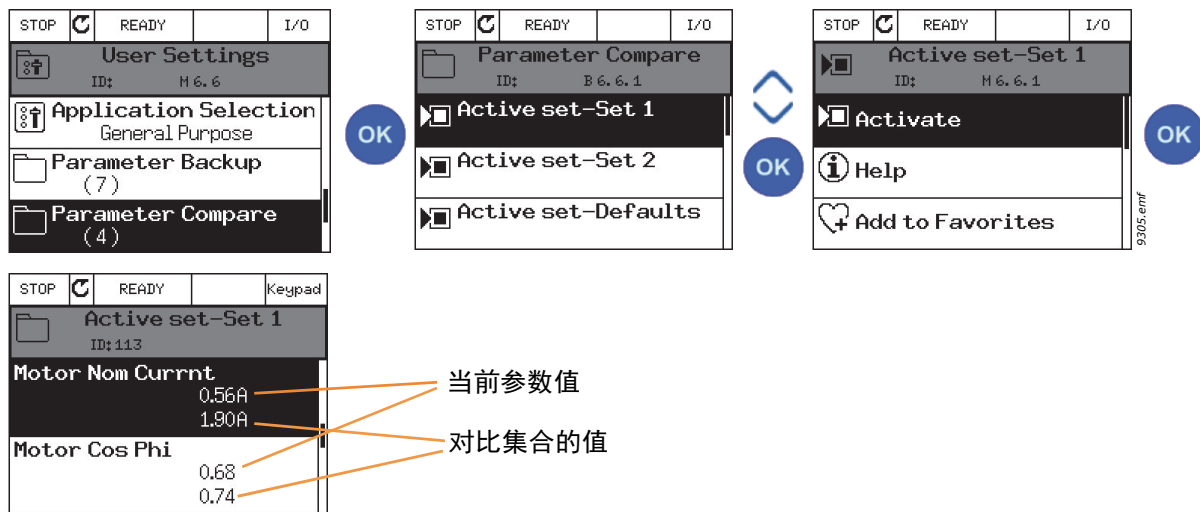 STOP READY I/O
User Settings
ID: M6.6
Application Selection
General Purpose
Parameter Backup
(7)
Parameter Compare
(4)
OK
STOP READY I/O
Parameter Compare
ID: B6.6.1
Active set-Set 1
Active set-Set 2
Active set-Defaults
OK
STOP READY I/O
Active set-Set 1
ID: M6.6.1
Activate
Help
Add to Favorites
OK
9305.emf
STOP READY Keypad
Active set-Set 1
ID:113
Motor Nom Currnt
0.56A
1.90A
Motor Cos Phi
0.68
0.74
当前参数值
对比集合的值